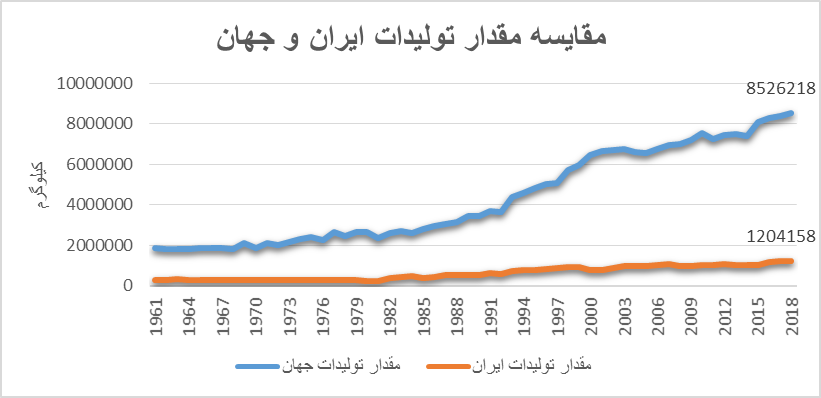 مقایسه مقدار تولیدات ایران و جهان
کیلوگرم
10000000
8000000
6000000
4000000
2000000
0
8526218
1204158
1961 1964 1967 1970 1973 1976 1979 1982 1985 1988 1991 1994 1997 2000 2003 2006 2009 2012 2015 2018
مقدار تولیدات جهان
مقدار تولیدات ایران